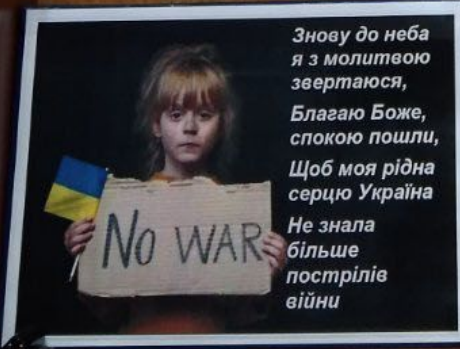 Знову до неба
я з молитвою
звертаюся,
Благаю Боже,
спокою пошли,
Щоб моя рідна
серцю Україна
Не знала
більше
пострілів
війни
NO WAR